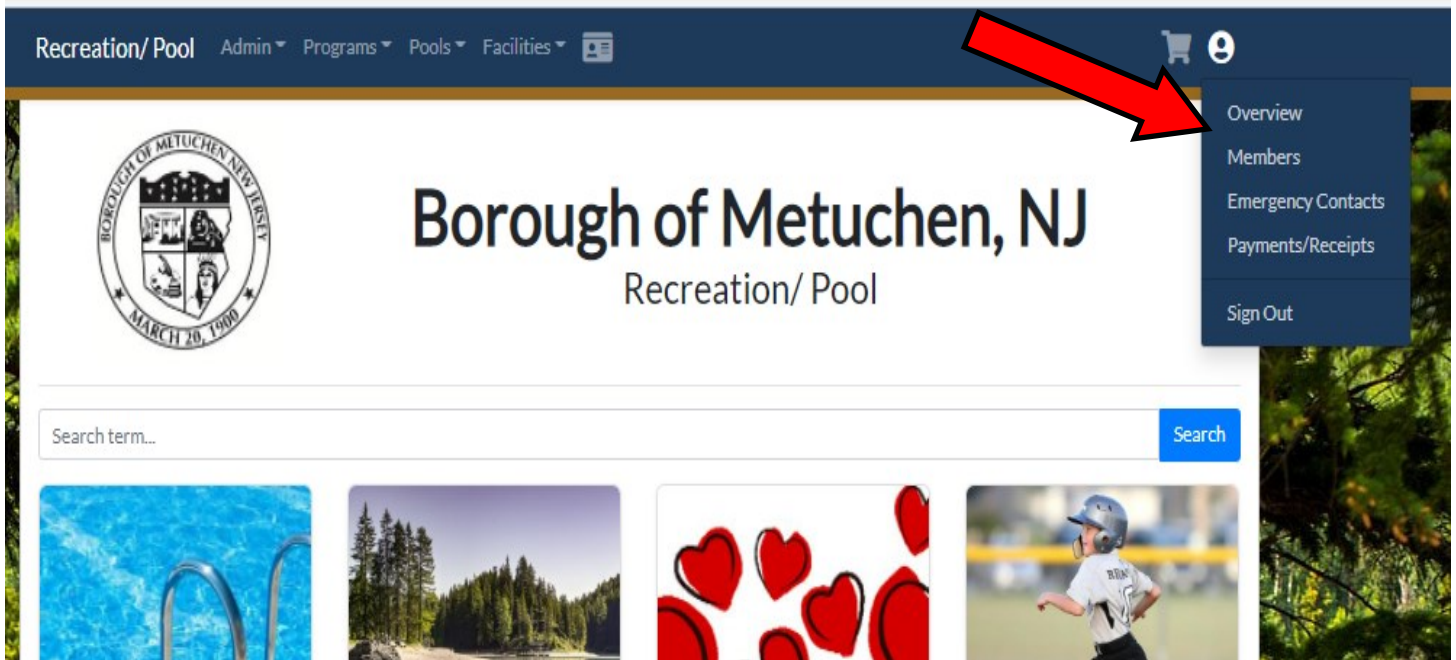 Recreation/ Pool Admin Programs Pools Facilities
Overview
Members
Emergency Contacts
Payments/Receipts
Sign Out
BOROUGH OF METUCHEN NEW JERSEY
MARCH 20, 1900
Borough of Metuchen, NJ
Recreation/ Pool
Search term... Search